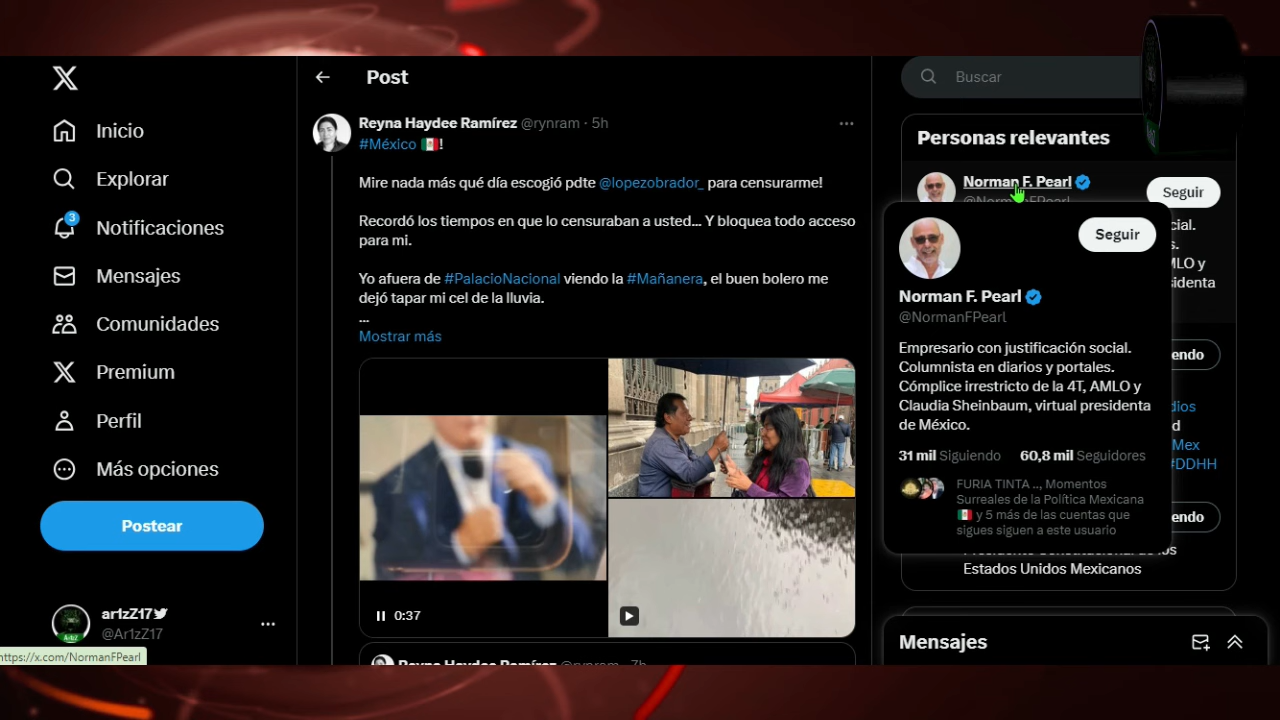 Inicio
Explorar
3
Notificaciones
Mensajes
Comunidades
Premium
Perfil
Más opciones
Postear
ar1zZ17
@Ar1zZ17
https://x.com/NormanFPearl
Post
Reyna Haydee Ramírez @rynram · 5h
#México 🇲🇽!
Mire nada más qué día escogió pdte @lopezobrador_ para censurarme!
Recordó los tiempos en que lo censuraban a usted... Y bloquea todo acceso
para mi.
Yo afuera de #PalacioNacional viendo la #Mañanera, el buen bolero me
dejó tapar mi cel de la lluvia.
...
Mostrar más
0:37
Reyna Haydee Ramírez @rynram · 7h
Buscar
Personas relevantes
Norman F. Pearl
@NormanFPearl
Seguir
Seguir
Norman F. Pearl
@NormanFPearl
Empresario con justificación social.
Columnista en diarios y portales.
Cómplice irrestricto de la 4T, AMLO y
Claudia Sheinbaum, virtual presidenta
de México.
31 mil Siguiendo 60,8 mil Seguidores
FURIA TINTA .., Momentos
Surreales de la Política Mexicana
🇲🇽 y 5 más de las cuentas que
sigues siguen a este usuario
cial.
s.
MLO y
sidenta
endo
dios
d
Mex
#DDHH
endo
Presidente Constitucional de los
Estados Unidos Mexicanos
Mensajes